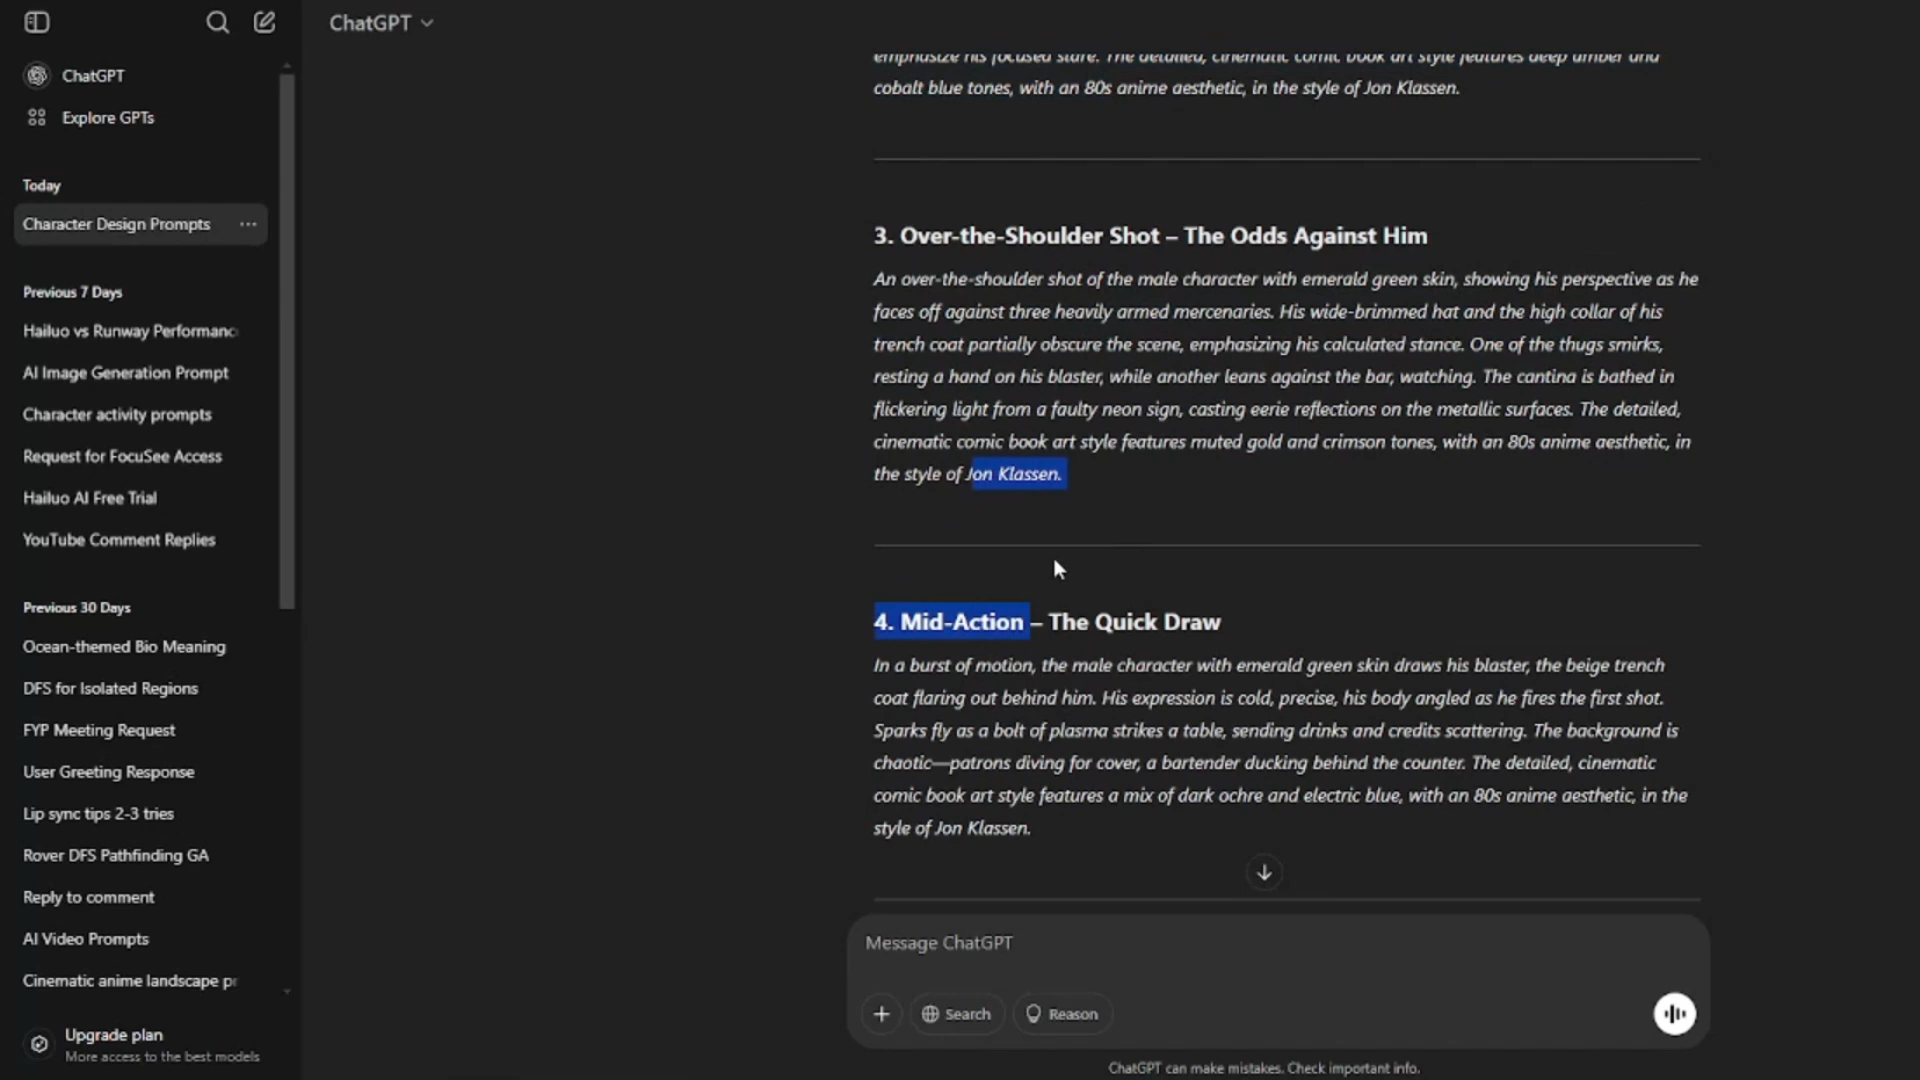 ChatGPT
Explore GPTs
Today
Character Design Prompts
Previous 7 Days
Hailuo vs Runway Performanc
AI Image Generation Prompt
Character activity prompts
Request for FocuSee Access
Hailuo AI Free Trial
YouTube Comment Replies
Previous 30 Days
Ocean-themed Bio Meaning
DFS for Isolated Regions
FYP Meeting Request
User Greeting Response
Lip sync tips 2-3 tries
Rover DFS Pathfinding GA
Reply to comment
AI Video Prompts
Cinematic anime landscape pr
Upgrade plan
More access to the best models
ChatGPT
emphasize his focused stare. The detailed, cinematic comic book art style features deep amber and
cobalt blue tones, with an 80s anime aesthetic, in the style of Jon Klassen.
3. Over-the-Shoulder Shot – The Odds Against Him
An over-the-shoulder shot of the male character with emerald green skin, showing his perspective as he
faces off against three heavily armed mercenaries. His wide-brimmed hat and the high collar of his
trench coat partially obscure the scene, emphasizing his calculated stance. One of the thugs smirks,
resting a hand on his blaster, while another leans against the bar, watching. The cantina is bathed in
flickering light from a faulty neon sign, casting eerie reflections on the metallic surfaces. The detailed,
cinematic comic book art style features muted gold and crimson tones, with an 80s anime aesthetic, in
the style of Jon Klassen.
4. Mid-Action – The Quick Draw
In a burst of motion, the male character with emerald green skin draws his blaster, the beige trench
coat flaring out behind him. His expression is cold, precise, his body angled as he fires the first shot.
Sparks fly as a bolt of plasma strikes a table, sending drinks and credits scattering. The background is
chaotic—patrons diving for cover, a bartender ducking behind the counter. The detailed, cinematic
comic book art style features a mix of dark ochre and electric blue, with an 80s anime aesthetic, in the
style of Jon Klassen.
Message ChatGPT
Search
Reason
ChatGPT can make mistakes. Check important info.